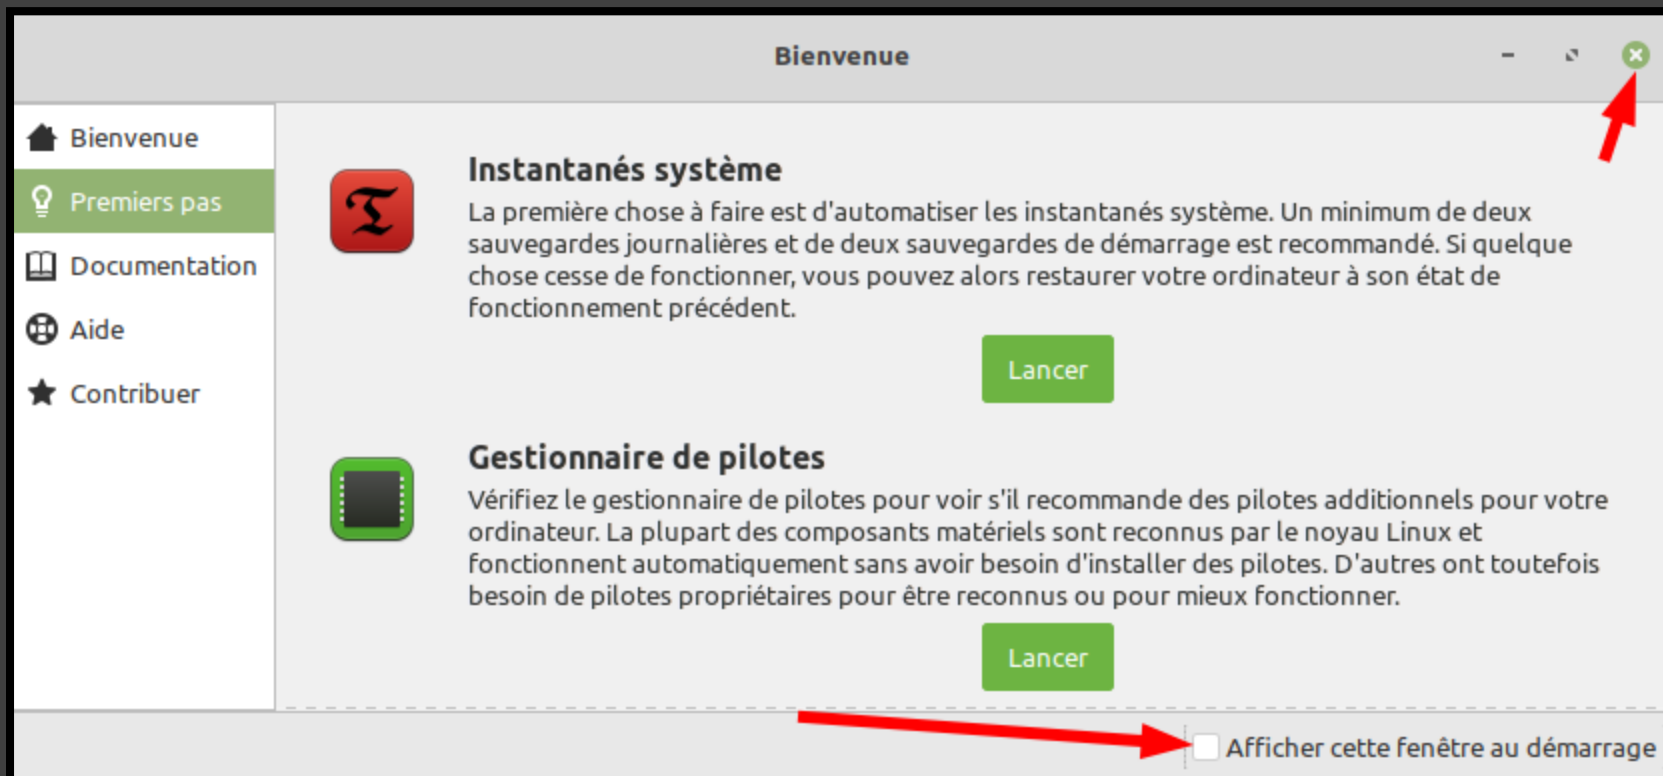 Bienvenue
Bienvenue
Premiers pas
Documentation
Aide
Contribuer
Instantanés système
La première chose à faire est d'automatiser les instantanés système. Un minimum de deux
sauvegardes journalières et de deux sauvegardes de démarrage est recommandé. Si quelque
chose cesse de fonctionner, vous pouvez alors restaurer votre ordinateur à son état de
fonctionnement précédent.
Lancer
Gestionnaire de pilotes
Vérifiez le gestionnaire de pilotes pour voir s'il recommande des pilotes additionnels pour votre
ordinateur. La plupart des composants matériels sont reconnus par le noyau Linux et
fonctionnent automatiquement sans avoir besoin d'installer des pilotes. D'autres ont toutefois
besoin de pilotes propriétaires pour être reconnus ou pour mieux fonctionner.
Lancer
Afficher cette fenêtre au démarrage